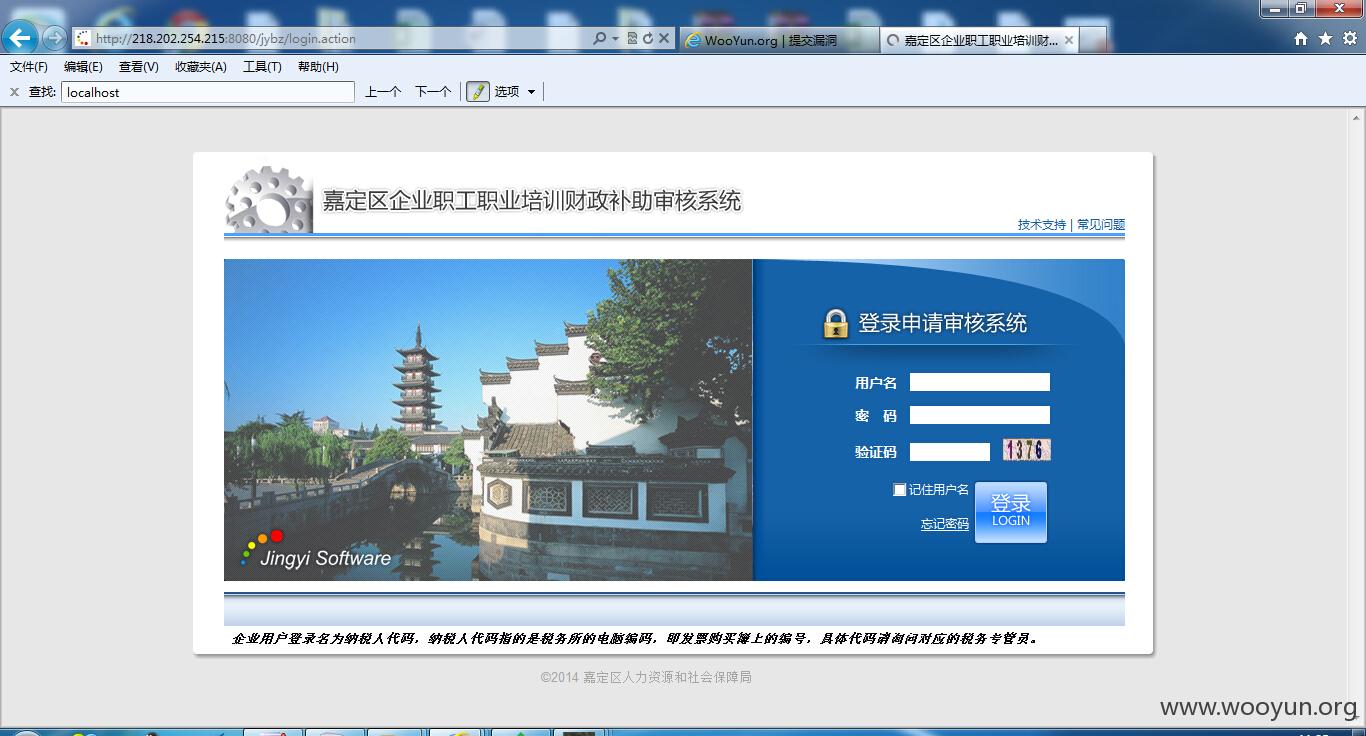 http://218.202.254.215:8080/jybz/login.action
WooYun.org | 提交漏洞
嘉定区企业职工职业培训财...
文件(F) 编辑(E) 查看(V) 收藏夹(A) 工具(T) 帮助(H)
查找: localhost 上一个 下一个 选项
嘉定区企业职工职业培训财政补助审核系统
技术支持 | 常见问题
登录申请审核系统
用户名
密 码
验证码 1376
记住用户名
忘记密码
登录
LOGIN
Jingyi Software
企业用户登录名为纳税人代码，纳税人代码指的是税务所的电脑编码，即发票购买簿上的编号，具体代码请询问对应的税务专管员。
©2014 嘉定区人力资源和社会保障局
www.wooyun.org